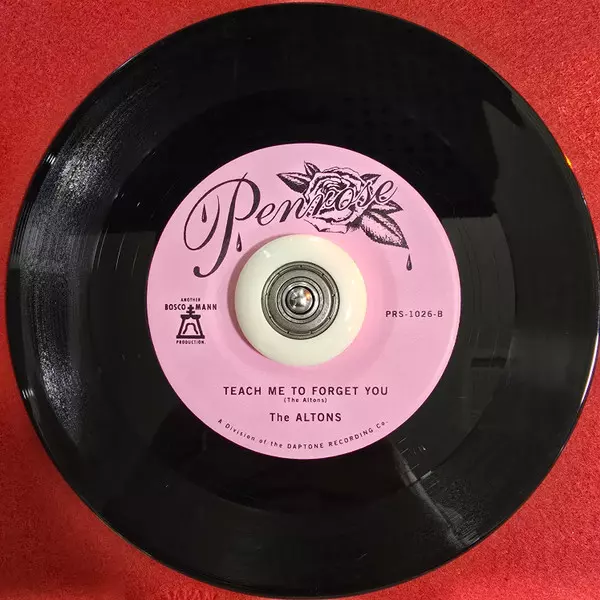 Penrose
ANOTHER
BOSCO MANN
PRODUCTION.
PRS-1026-B
TEACH ME TO FORGET YOU
(The Altons)
The ALTONS
A Division of the DAPTONE RECORDING Co.